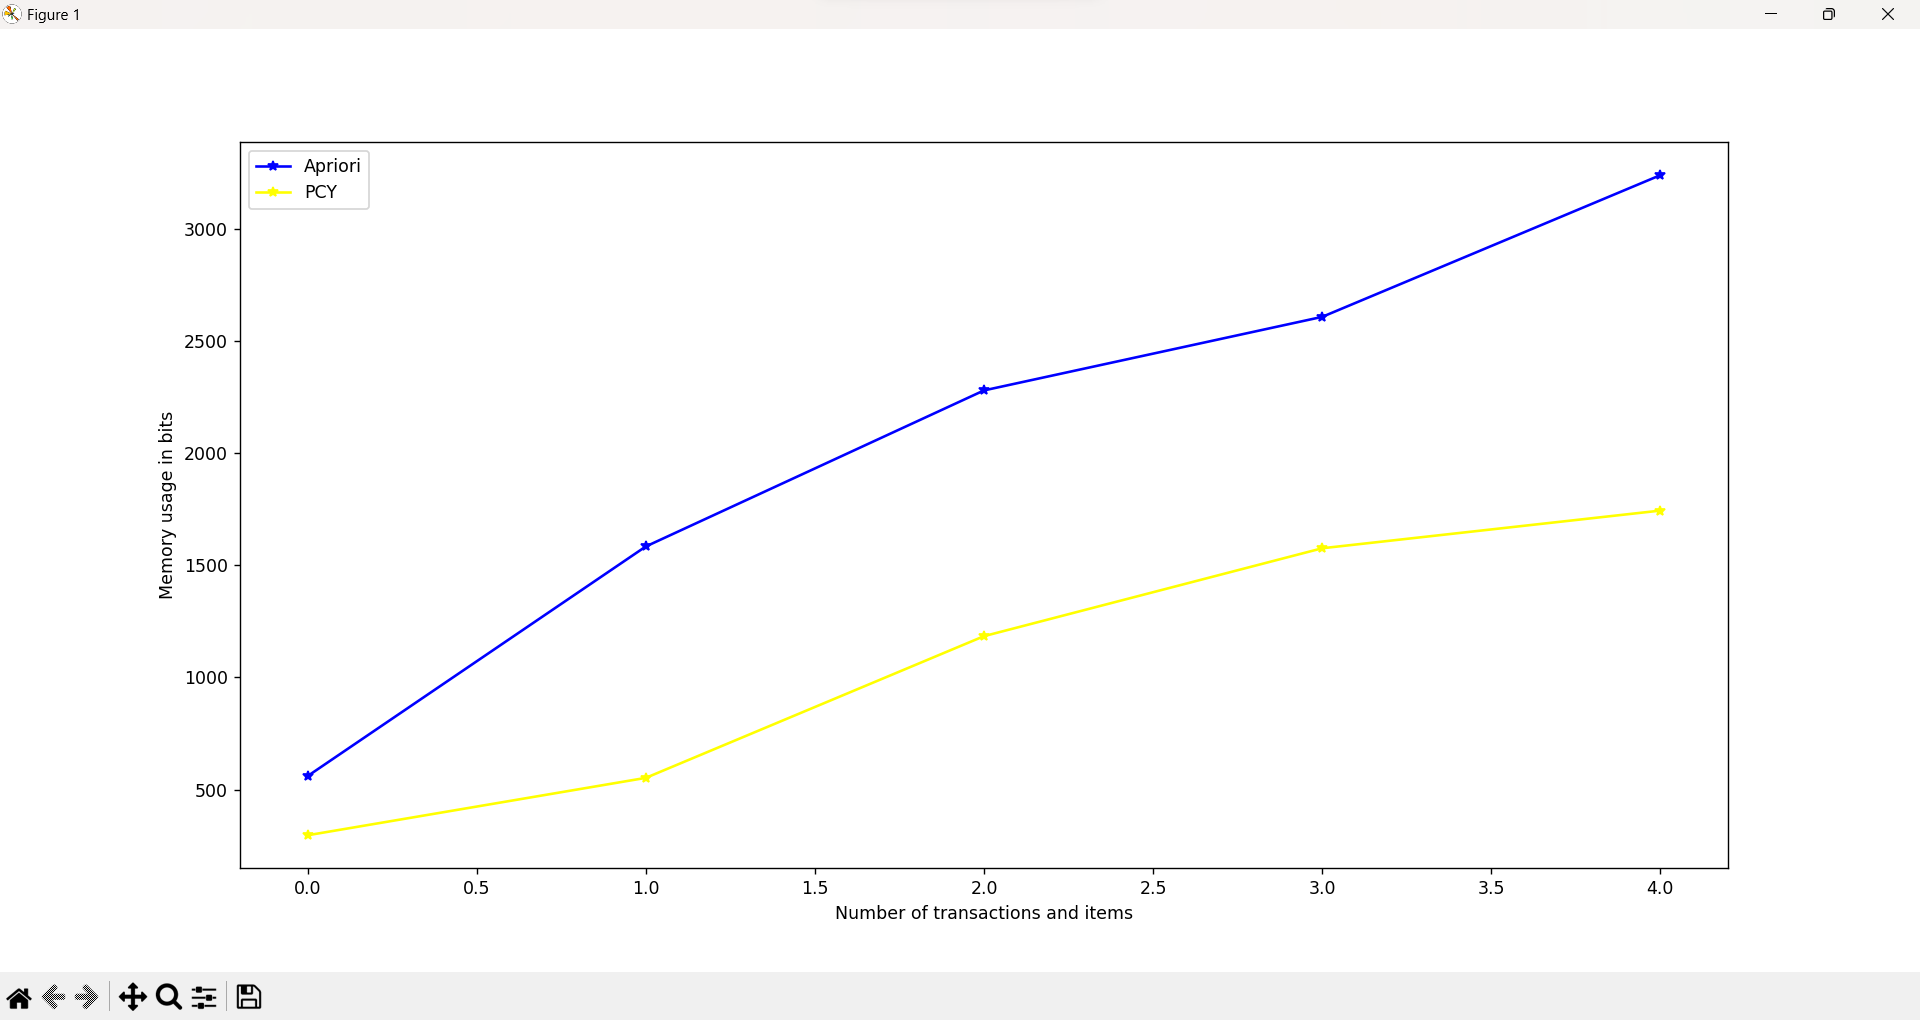 Figure 1
Apriori
PCY
3000
2500
2000
1500
1000
500
Memory usage in bits
0.0 0.5 1.0 1.5 2.0 2.5 3.0 3.5 4.0
Number of transactions and items